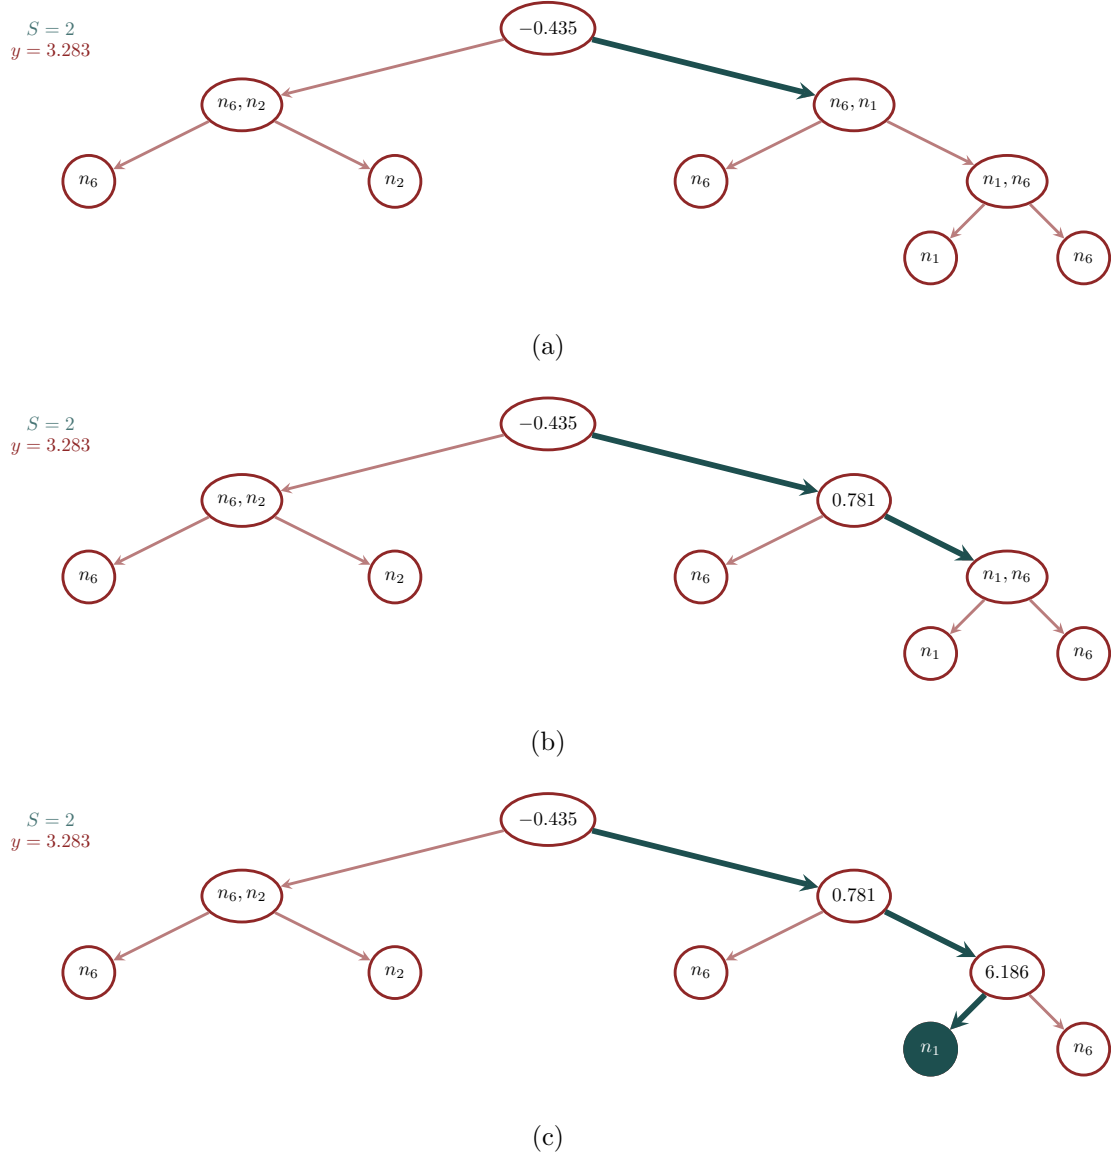 S = 2
y = 3.283
−0.435
n₆, n₂
n₆, n₁
n₆
n₂
n₆
n₁, n₆
n₁
n₆
(a)
S = 2
y = 3.283
−0.435
n₆, n₂
0.781
n₆
n₂
n₆
n₁, n₆
n₁
n₆
(b)
S = 2
y = 3.283
−0.435
n₆, n₂
0.781
n₆
n₂
n₆
6.186
n₁
n₆
(c)